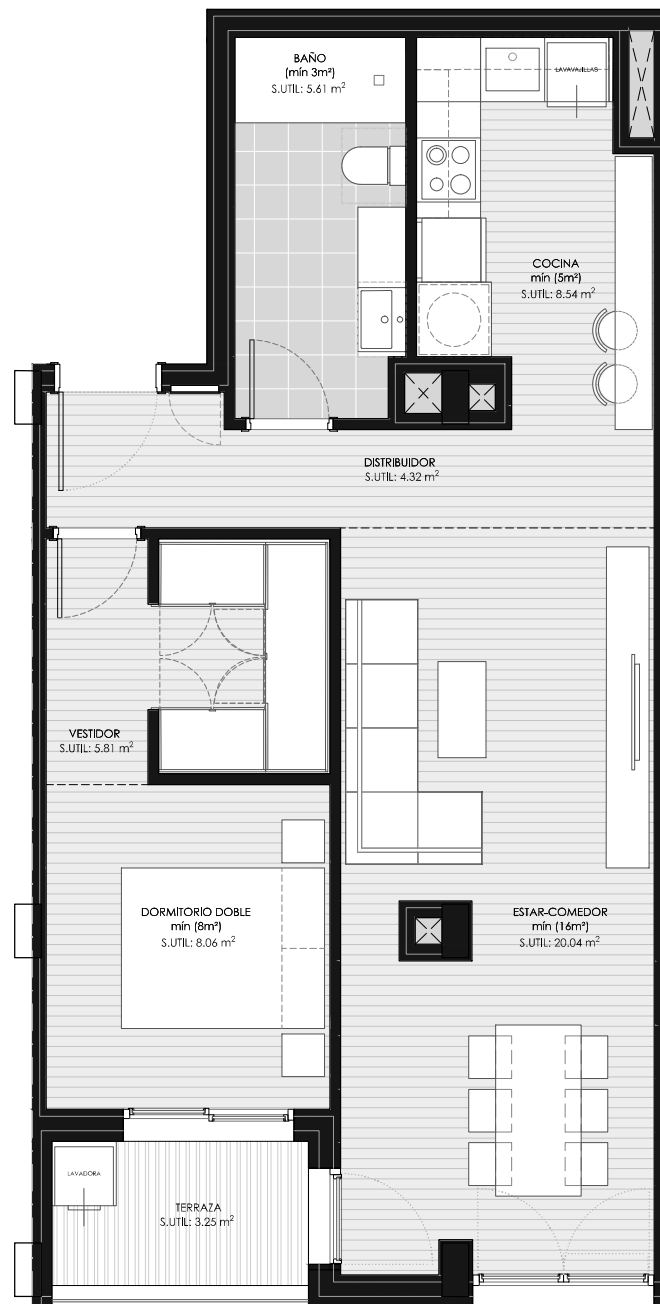 BAÑO
(mín 3m²)
S.UTIL: 5.61 m²
LAVAVAJILLAS
COCINA
mín (5m²)
S.UTIL: 8.54 m²
DISTRIBUIDOR
S.UTIL: 4.32 m²
VESTIDOR
S.UTIL: 5.81 m²
DORMITORIO DOBLE
mín (8m²)
S.UTIL: 8.06 m²
ESTAR-COMEDOR
mín (16m²)
S.UTIL: 20.04 m²
LAVADORA
TERRAZA
S.UTIL: 3.25 m²